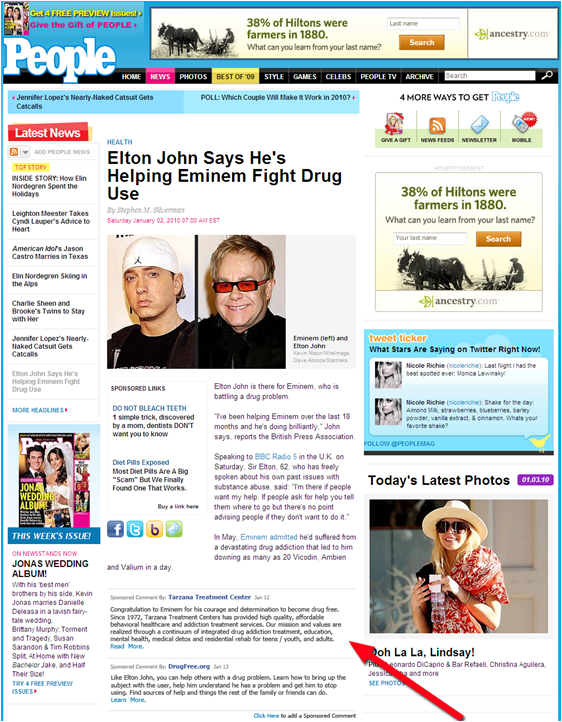 Get 4 FREE PREVIEW Issues!
Give the Gift of PEOPLE
People
38% of Hiltons were
farmers in 1880.
What can you learn from your last name?
Last name
Search
ancestry.com
HOME NEWS PHOTOS BEST OF '09 STYLE GAMES CELEBS PEOPLE TV ARCHIVE Search
‹ Jennifer Lopez's Nearly-Naked Catsuit Gets
Catcalls
POLL: Which Couple Will Make It Work in 2010? ›
4 MORE WAYS TO GET People
GIVE A GIFT
NEWS FEEDS
NEWSLETTER
NEW!
MOBILE
Latest News
ADD PEOPLE NEWS
TOP STORY
INSIDE STORY: How Elin
Nordegren Spent the
Holidays
Leighton Meester Takes
Cyndi Lauper's Advice to
Heart
American Idol's Jason
Castro Marries in Texas
Elin Nordegren Skiing in
the Alps
Charlie Sheen and
Brooke's Twins to Stay
with Her
Jennifer Lopez's Nearly-
Naked Catsuit Gets
Catcalls
Elton John Says He's
Helping Eminem Fight
Drug Use
MORE HEADLINES ›
People
JONAS
WEDDING
ALBUM!
THIS WEEK'S ISSUE!
ON NEWSSTANDS NOW
JONAS WEDDING
ALBUM!
With his 'best men'
brothers by his side, Kevin
Jonas marries Danielle
Deleasa in a lavish fairy-
tale wedding.
Brittany Murphy: Torment
and Tragedy, Susan
Sarandon & Tim Robbins
Split, At Home with New
Bachelor Jake, and Half
Their Size!
TRY 4 FREE PREVIEW
ISSUES ›
HEALTH
Elton John Says He's
Helping Eminem Fight Drug
Use
By Stephen M. Silverman
Saturday January 02, 2010 07:00 AM EST
Eminem (left) and
Elton John
Kevin Mazur/WireImage;
Dave Allocca/Startraks
SPONSORED LINKS
DO NOT BLEACH TEETH
1 simple trick, discovered
by a mom, dentists DON'T
want you to know
Diet Pills Exposed
Most Diet Pills Are A Big
"Scam" But We Finally
Found One That Works.
Buy a link here
Elton John is there for Eminem, who is
battling a drug problem.
"I've been helping Eminem over the last 18
months and he's doing brilliantly," John
says, reports the British Press Association.
Speaking to BBC Radio 5 in the U.K. on
Saturday, Sir Elton, 62, who has freely
spoken about his own past issues with
substance abuse, said. "I'm there if people
want my help. If people ask for help you tell
them where to go but there's no point
advising people if they don't want to do it."
In May, Eminem admitted he'd suffered from
a devastating drug addiction that led to him
downing as many as 20 Vicodin, Ambien
and Valium in a day.
Sponsored Comment By: Tarzana Treatment Center Jan 12
Congratulation to Eminem for his courage and determination to become drug free.
Since 1972, Tarzana Treatment Centers has provided high quality, affordable
behavioral healthcare and addiction treatment services. Our mission and values are
realized through a continuum of integrated drug addiction treatment, education,
mental health, medical detox and residential rehab for teens / youth, and adults.
Read More.
Sponsored Comment By: DrugFree.org Jan 13
Like Elton John, you can help others with a drug problem. Learn how to bring up the
subject with the user, help him understand he has a problem and get him to stop
using. Find sources of help and things the rest of the family or friends can do.
Learn More.
Click Here to add a Sponsored Comment
ADVERTISEMENT
38% of Hiltons were
farmers in 1880.
What can you learn from your last name?
Your last name
Search
ancestry.com
tweet ticker
What Stars Are Saying on Twitter Right Now!
Nicole Richie (nicolerichie): Last Night I had the
best spotted ever: Monica Lewinsky!
Nicole Richie (nicolerichie): Shake for the day:
Almond Milk, strawberries, blueberries, barley
powder, vanilla extract, & cinnamon. Whats your
favorite shake?
FOLLOW @PEOPLEMAG
Today's Latest Photos 01.03.10
Ooh La La, Lindsay!
Leonardo DiCaprio & Bar Refaeli, Christina Aguilera,
and more
SEE PHOTOS